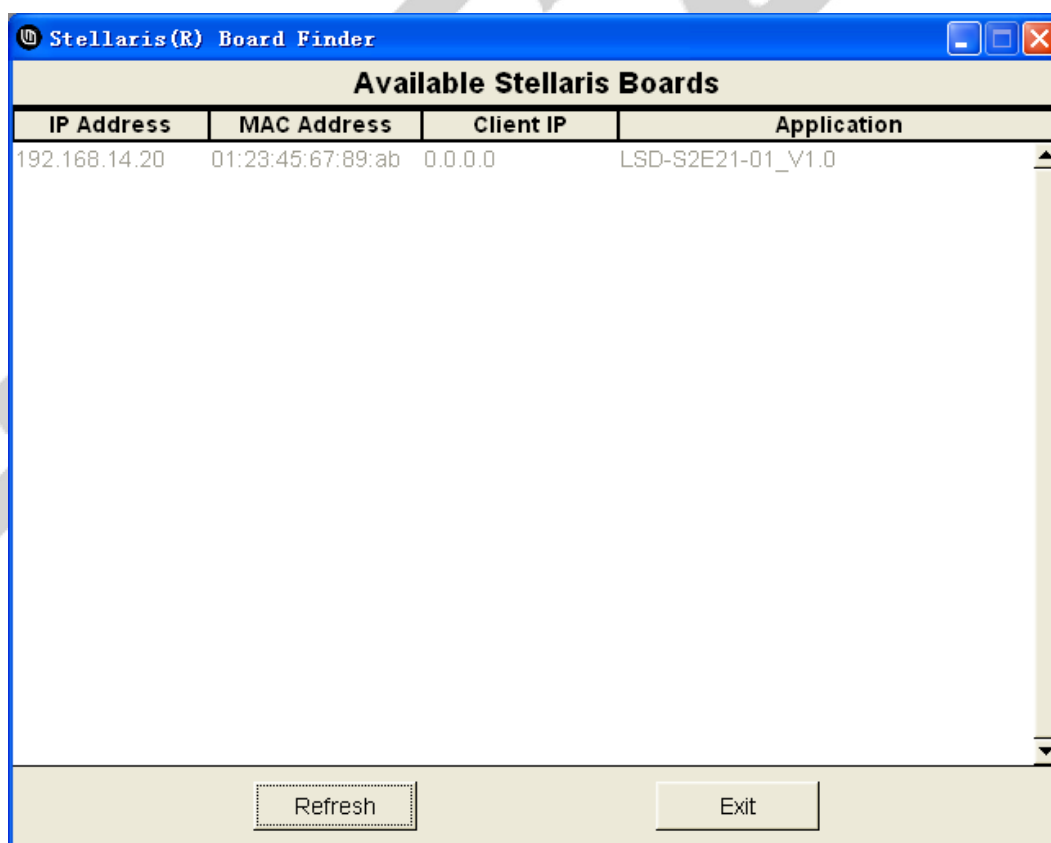 Stellaris(R) Board Finder
Available Stellaris Boards
IP Address MAC Address Client IP Application
192.168.14.20 01:23:45:67:89:ab 0.0.0.0 LSD-S2E21-01_V1.0
Refresh Exit